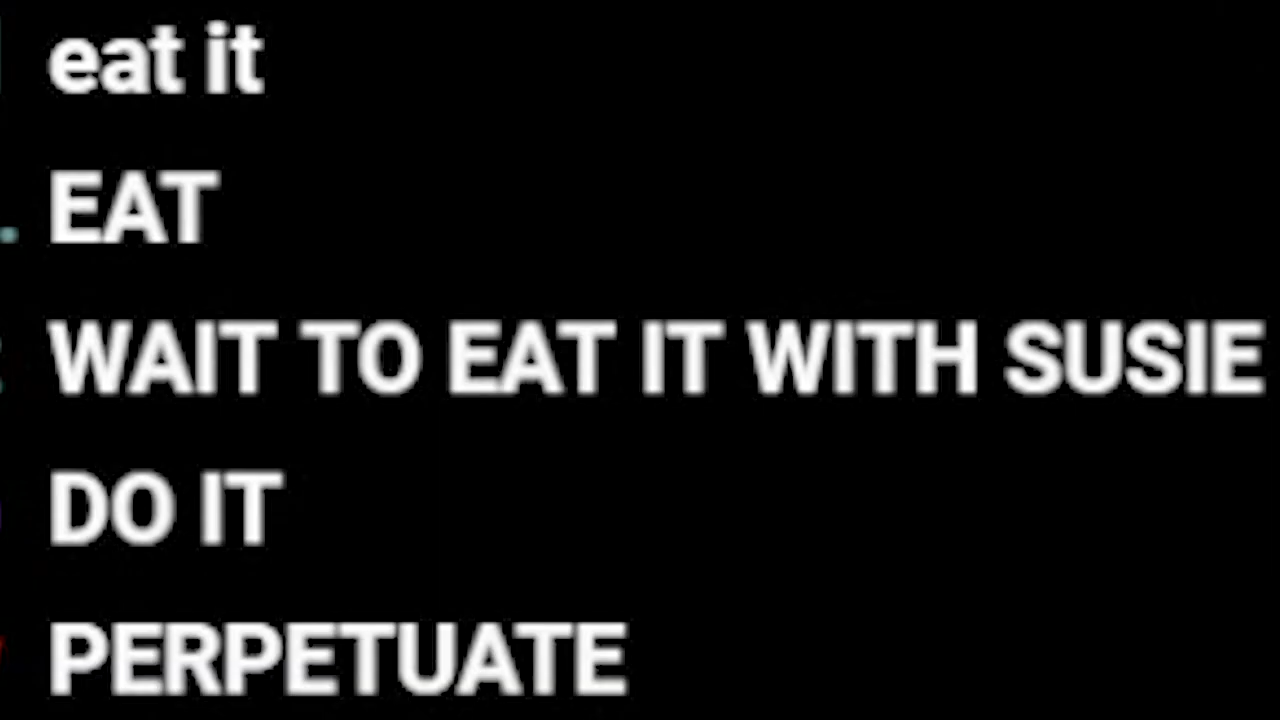 eat it
EAT
WAIT TO EAT IT WITH SUSIE
DO IT
PERPETUATE